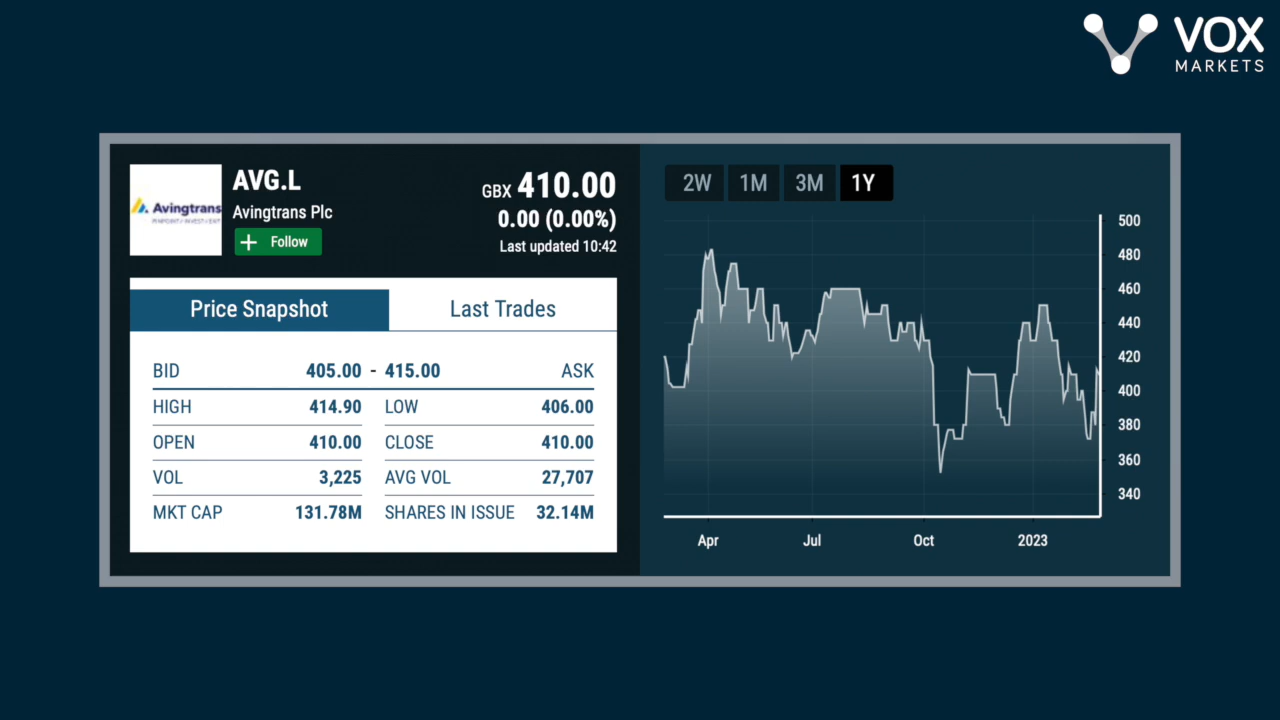 VOX
MARKETS
AVG.L
Avingtrans Plc
+ Follow
GBX 410.00
0.00 (0.00%)
Last updated 10:42
Avingtrans
PINPOINT / INVEST / EXIT
Price Snapshot
Last Trades
BID 405.00 - 415.00 ASK
HIGH 414.90 LOW 406.00
OPEN 410.00 CLOSE 410.00
VOL 3,225 AVG VOL 27,707
MKT CAP 131.78M SHARES IN ISSUE 32.14M
2W 1M 3M 1Y
500
480
460
440
420
400
380
360
340
Apr Jul Oct 2023